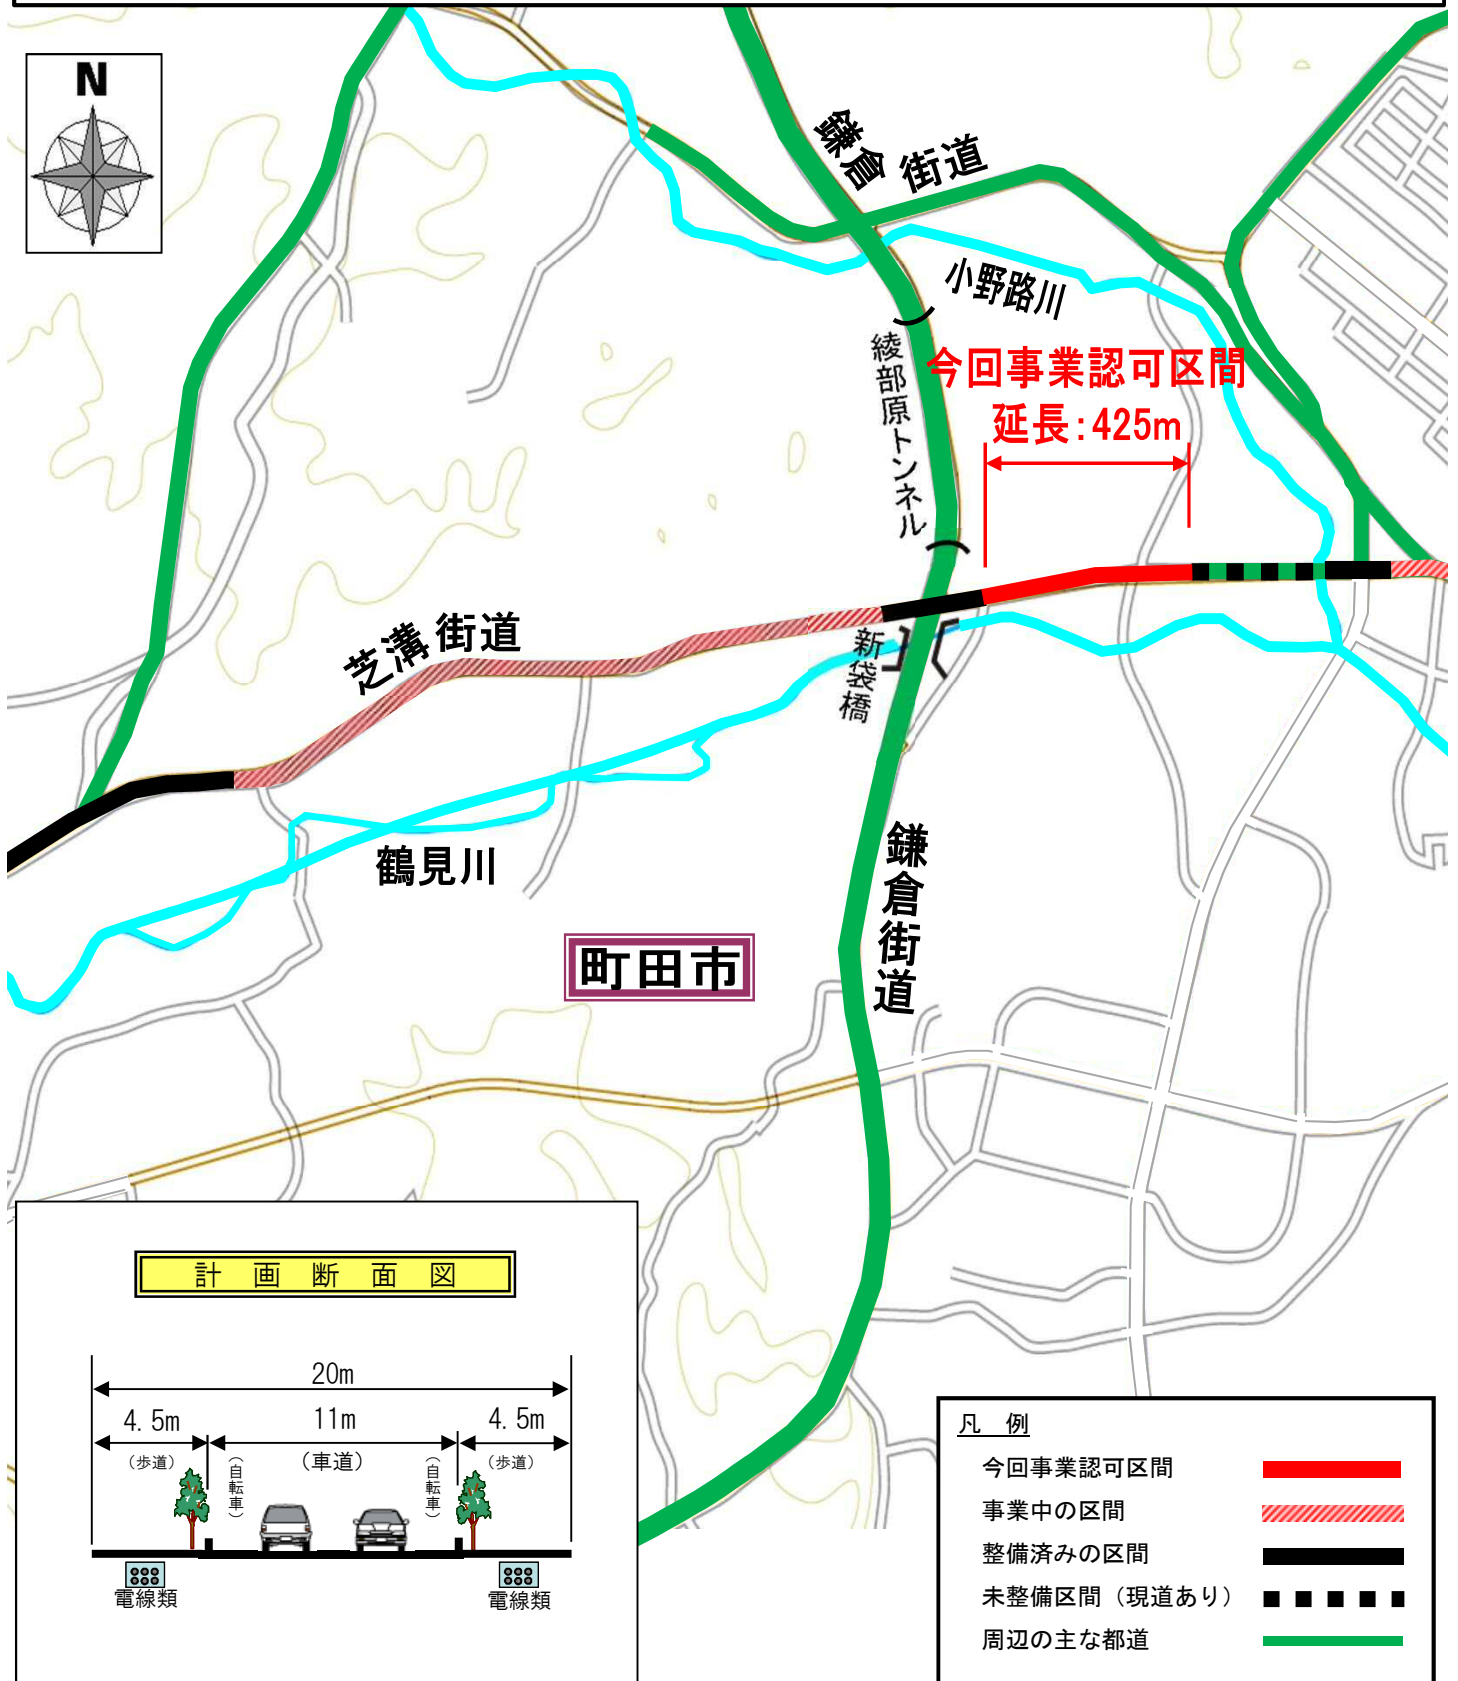 N
鎌倉 街道
小野路川
綾部原トンネル
今回事業認可区間
延長:425m
芝溝街道
新袋橋
鶴見川
鎌倉街道
町田市
計画断面図
20m
4.5m 11m 4.5m
(歩道) (自転車) (車道) (自転車) (歩道)
電線類 電線類
凡 例
今回事業認可区間
事業中の区間
整備済みの区間
未整備区間(現道あり)
周辺の主な都道